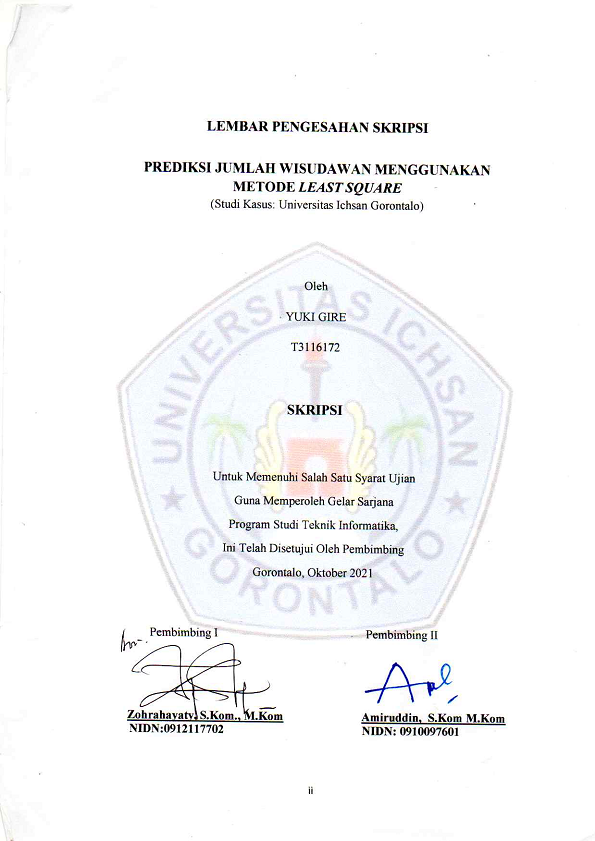 LEMBAR PENGESAHAN SKRIPSI
PREDIKSI JUMLAH WISUDAWAN MENGGUNAKAN
METODE LEAST SQUARE
(Studi Kasus: Universitas Ichsan Gorontalo)
Oleh
YUKI GIRE
T3116172
SKRIPSI
Untuk Memenuhi Salah Satu Syarat Ujian
Guna Memperoleh Gelar Sarjana
Program Studi Teknik Informatika,
Ini Telah Disetujui Oleh Pembimbing
Gorontalo, Oktober 2021
UNIVERSITAS ICHSAN
GORONTALO
Pembimbing I
Pembimbing II
Zohrahayaty, S.Kom., M.Kom
Amiruddin, S.Kom M.Kom
NIDN:0912117702
NIDN: 0910097601
ii